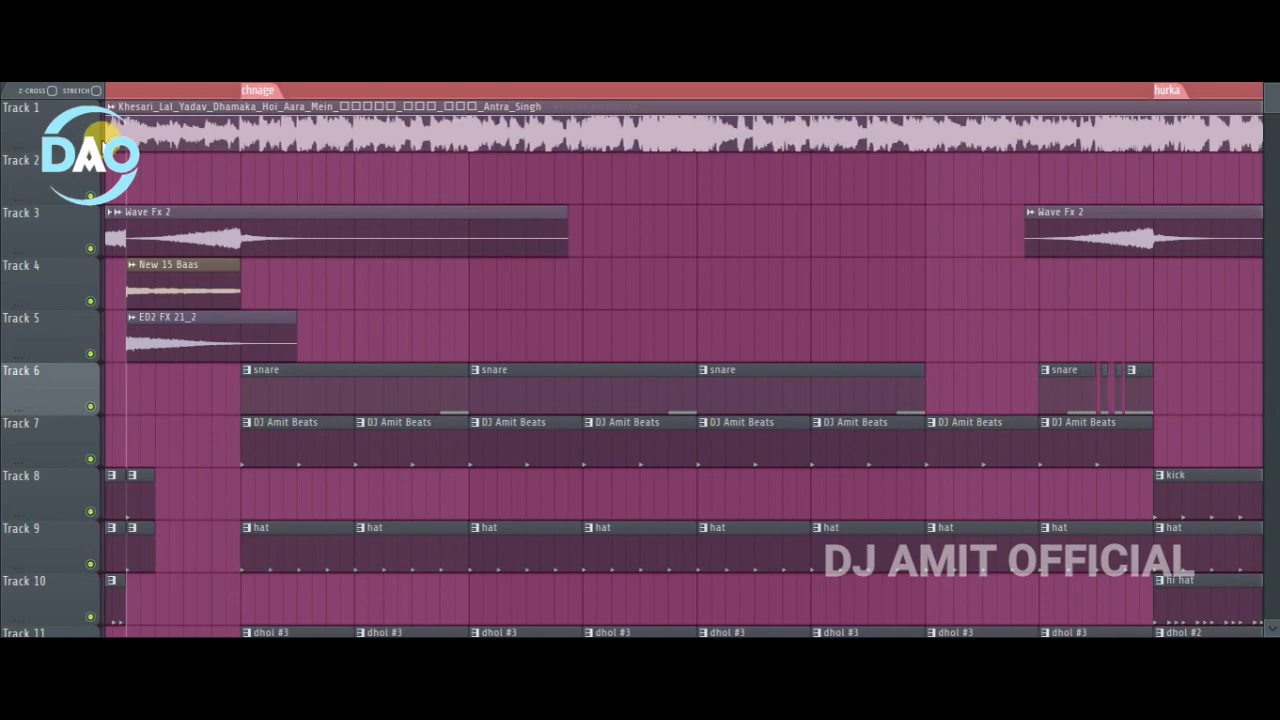 Z-CROSS STRETCH
chnage hurka
Track 1 Khesari_Lal_Yadav_Dhamaka_Hoi_Aara_Mein_□□□□□_□□□_□□□_Antra_Singh
DAO
Track 2
Track 3 Wave Fx 2 Wave Fx 2
Track 4 New 15 Baas
Track 5 ED2 FX 21_2
Track 6 snare snare snare snare
Track 7 DJ Amit Beats DJ Amit Beats DJ Amit Beats DJ Amit Beats DJ Amit Beats DJ Amit Beats DJ Amit Beats DJ Amit Beats
Track 8 kick
Track 9 hat hat hat hat hat hat hat hat hat
DJ AMIT OFFICIAL
Track 10 hi hat
Track 11 dhol #3 dhol #3 dhol #3 dhol #3 dhol #3 dhol #3 dhol #3 dhol #3 dhol #2